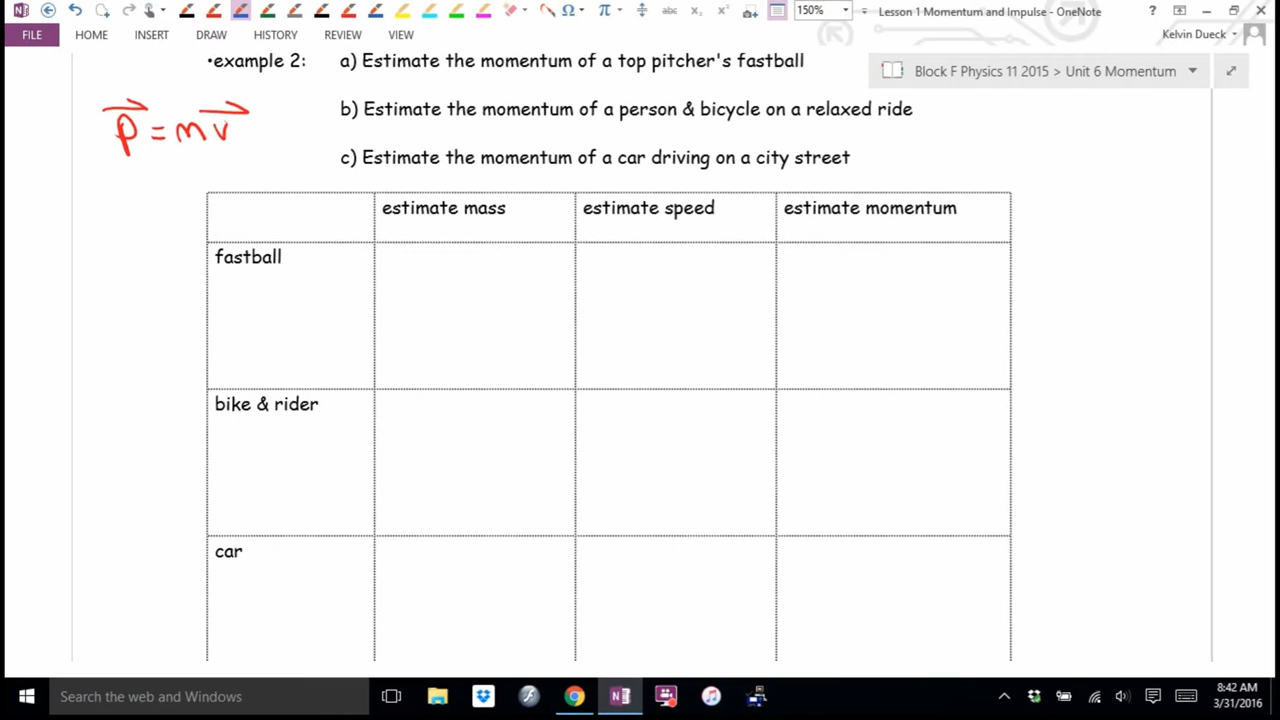 150%
Lesson 1 Momentum and Impulse - OneNote
?
FILE
HOME
INSERT
DRAW
HISTORY
REVIEW
VIEW
Kelvin Dueck
Block F Physics 11 2015 > Unit 6 Momentum
•example 2: a) Estimate the momentum of a top pitcher's fastball
b) Estimate the momentum of a person & bicycle on a relaxed ride
c) Estimate the momentum of a car driving on a city street
p = mv
estimate mass estimate speed estimate momentum
fastball
bike & rider
car
Search the web and Windows
8:42 AM
3/31/2016